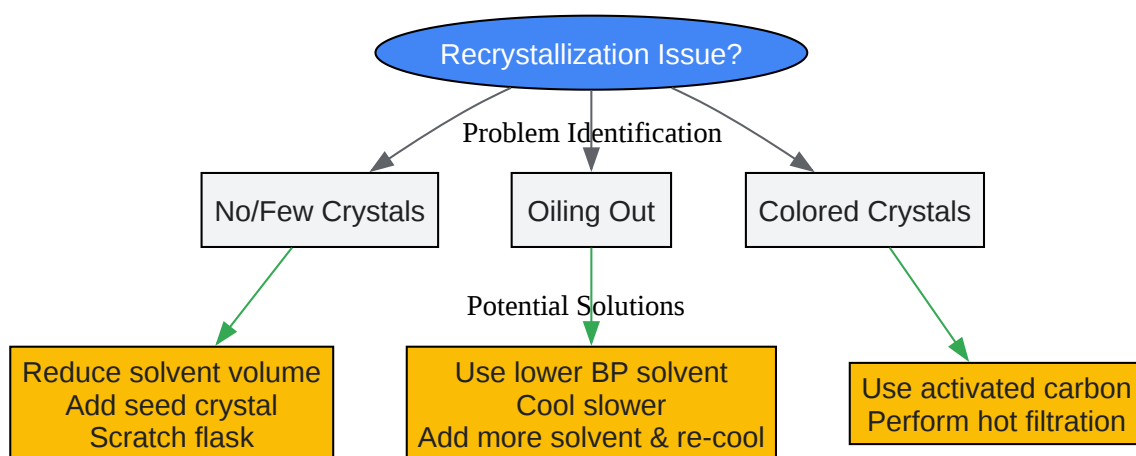 Recrystallization Issue?
Problem Identification
No/Few Crystals
Oiling Out
Colored Crystals
Potential Solutions
Reduce solvent volume
Add seed crystal
Scratch flask
Use lower BP solvent
Cool slower
Add more solvent & re-cool
Use activated carbon
Perform hot filtration